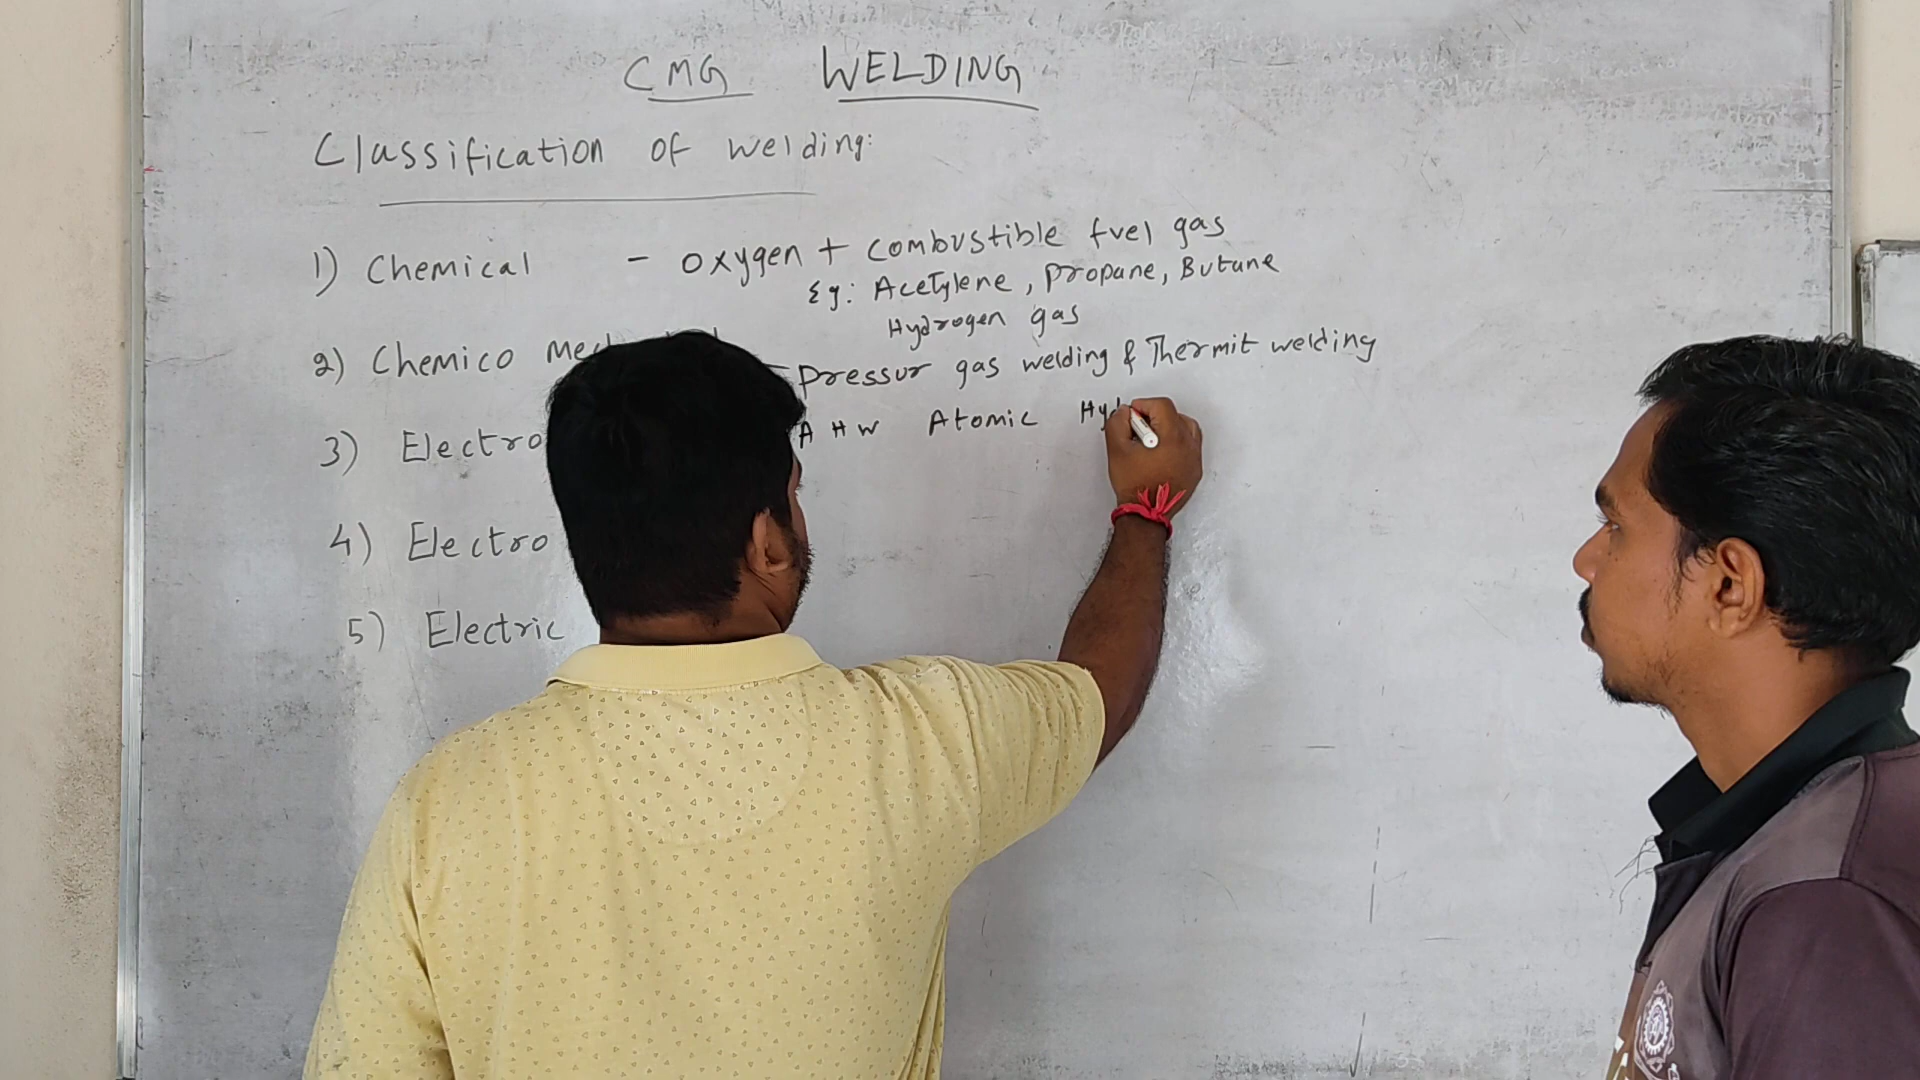 CMG WELDING
Classification of welding:
1) Chemical - Oxygen + combustible fuel gas
Eg: Acetylene, Propane, Butane
Hydrogen gas
2) Chemico - Pressur gas welding & Thermit welding
3) Electro AHW Atomic Hyd
4) Electro
5) Electric